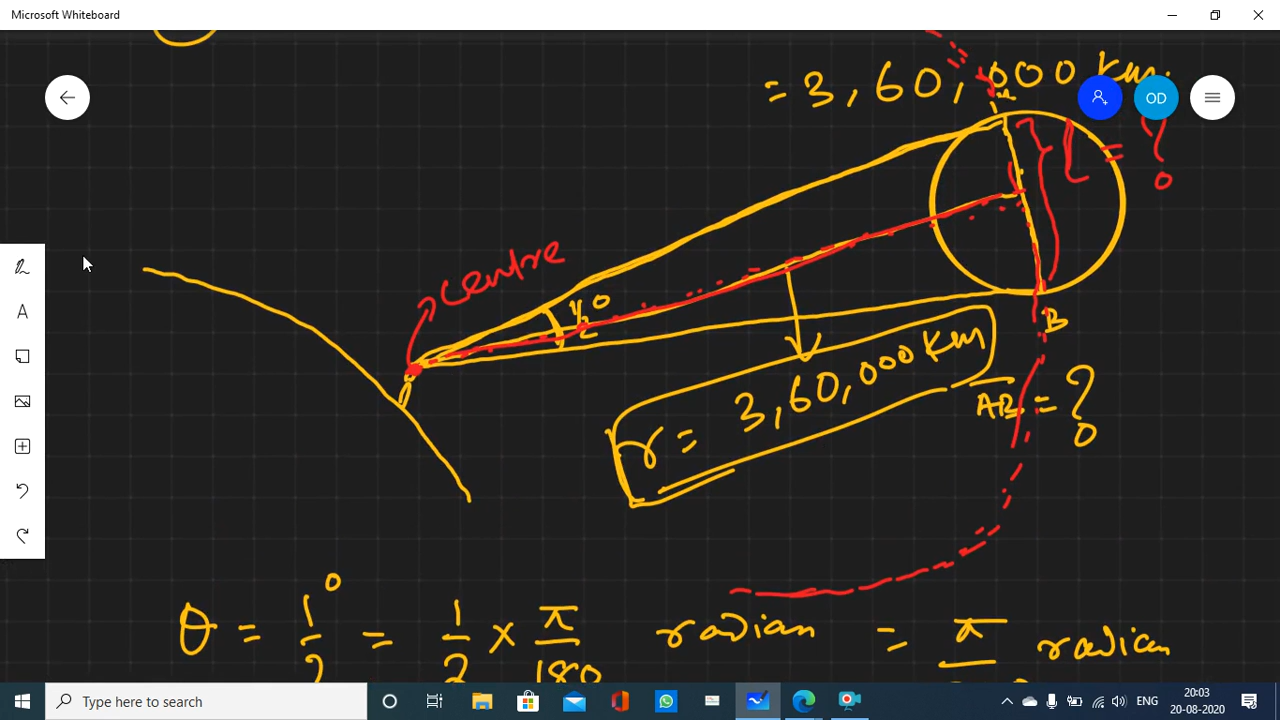 Microsoft Whiteboard
= 3,60,000 Km.
OD
L = ?
centre
1/2°
B
r = 3,60,000 Km
AB = ?
θ = 1/2° = 1/2 × π/180 radian = π radian
Type here to search
ENG
20:03
20-08-2020